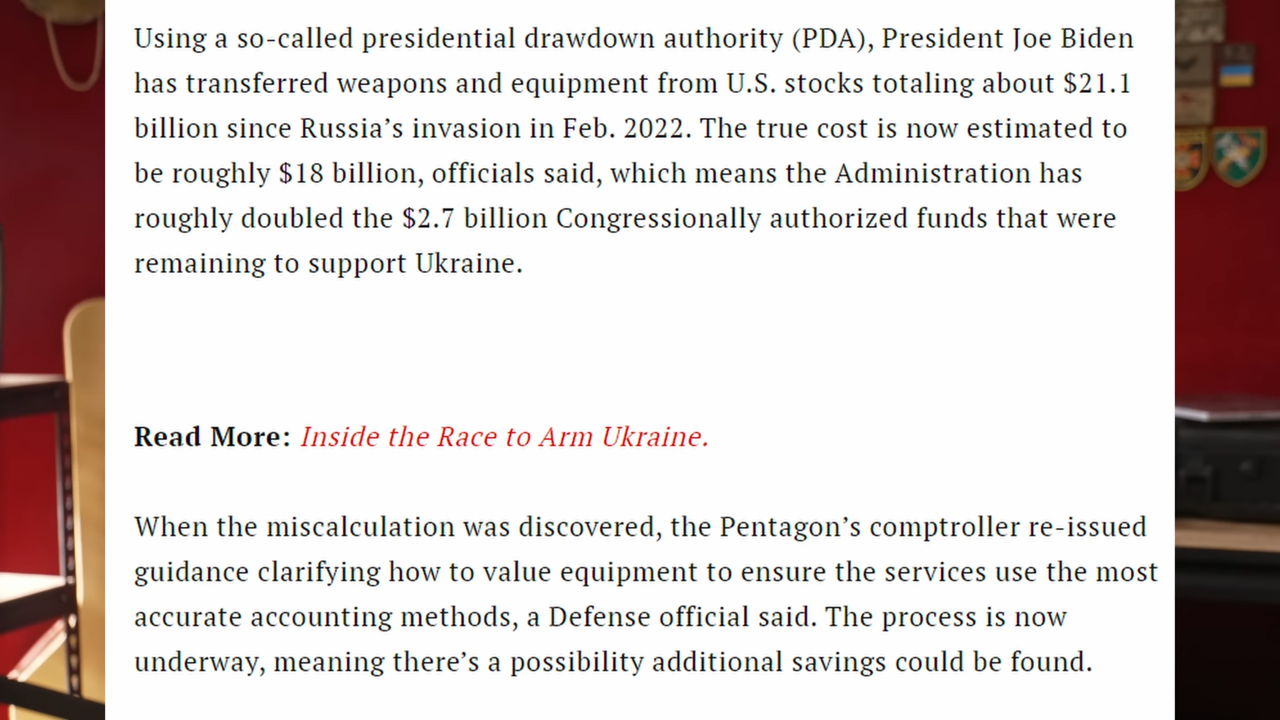 Using a so-called presidential drawdown authority (PDA), President Joe Biden
has transferred weapons and equipment from U.S. stocks totaling about $21.1
billion since Russia’s invasion in Feb. 2022. The true cost is now estimated to
be roughly $18 billion, officials said, which means the Administration has
roughly doubled the $2.7 billion Congressionally authorized funds that were
remaining to support Ukraine.
Read More: Inside the Race to Arm Ukraine.
When the miscalculation was discovered, the Pentagon’s comptroller re-issued
guidance clarifying how to value equipment to ensure the services use the most
accurate accounting methods, a Defense official said. The process is now
underway, meaning there’s a possibility additional savings could be found.